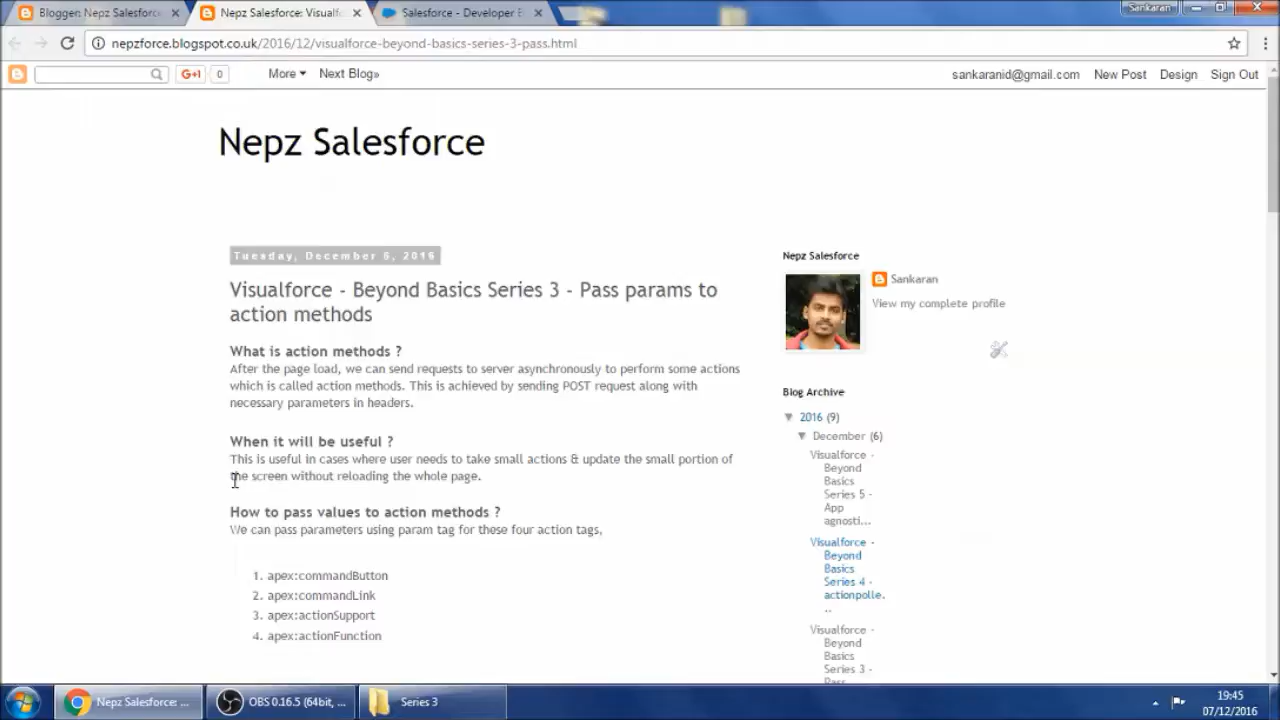 Blogger: Nepz Salesforce
Nepz Salesforce: Visualf
Salesforce - Developer E
Sankaran
nepzforce.blogspot.co.uk/2016/12/visualforce-beyond-basics-series-3-pass.html
G+1
0
More
Next Blog»
sankaranid@gmail.com
New Post
Design
Sign Out
Nepz Salesforce
Tuesday, December 6, 2016
Visualforce - Beyond Basics Series 3 - Pass params to
action methods
What is action methods ?
After the page load, we can send requests to server asynchronously to perform some actions
which is called action methods. This is achieved by sending POST request along with
necessary parameters in headers.
When it will be useful ?
This is useful in cases where user needs to take small actions & update the small portion of
the screen without reloading the whole page.
How to pass values to action methods ?
We can pass parameters using param tag for these four action tags,
1. apex:commandButton
2. apex:commandLink
3. apex:actionSupport
4. apex:actionFunction
Nepz Salesforce
Sankaran
View my complete profile
Blog Archive
▼ 2016 (9)
▼ December (6)
Visualforce -
Beyond
Basics
Series 5 -
App
agnosti...
Visualforce -
Beyond
Basics
Series 4 -
actionpolle.
..
Visualforce -
Beyond
Basics
Series 3 -
Pass
Nepz Salesforce: ...
OBS 0.16.5 (64bit, ...
Series 3
19:45
07/12/2016